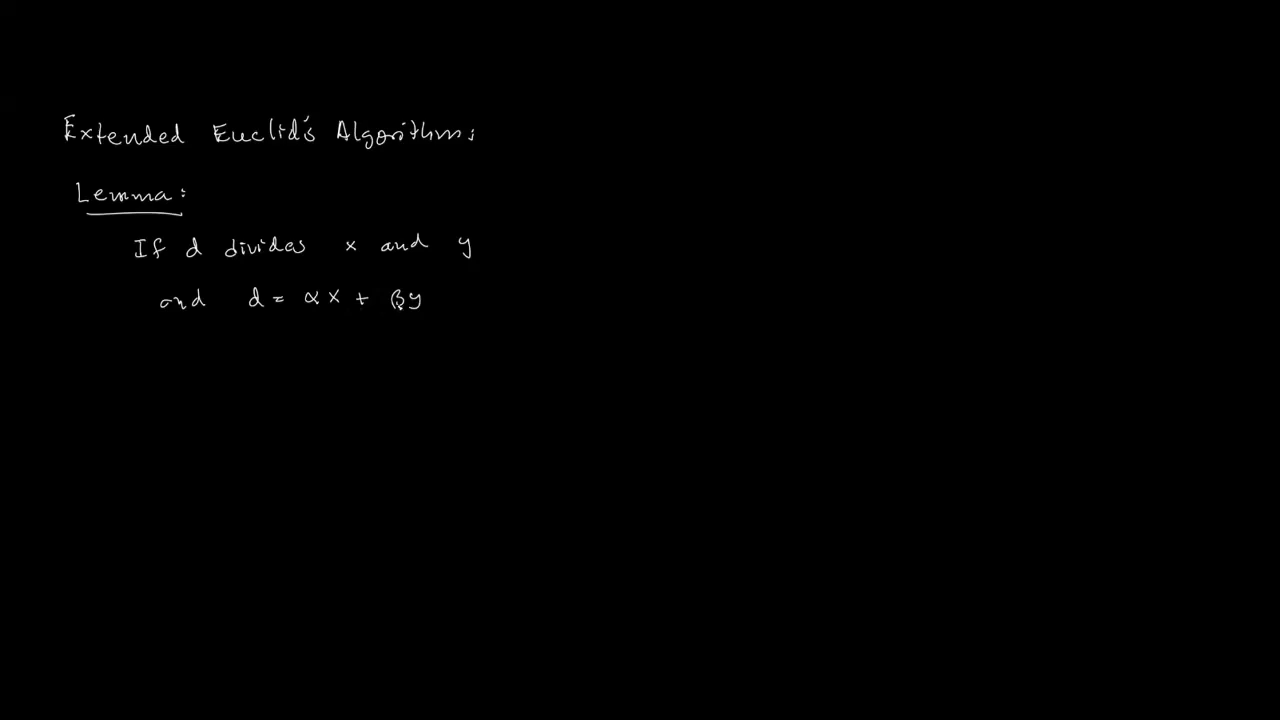 Extended Euclid's Algorithm:
Lemma:
If d divides x and y
and d = αx + βy